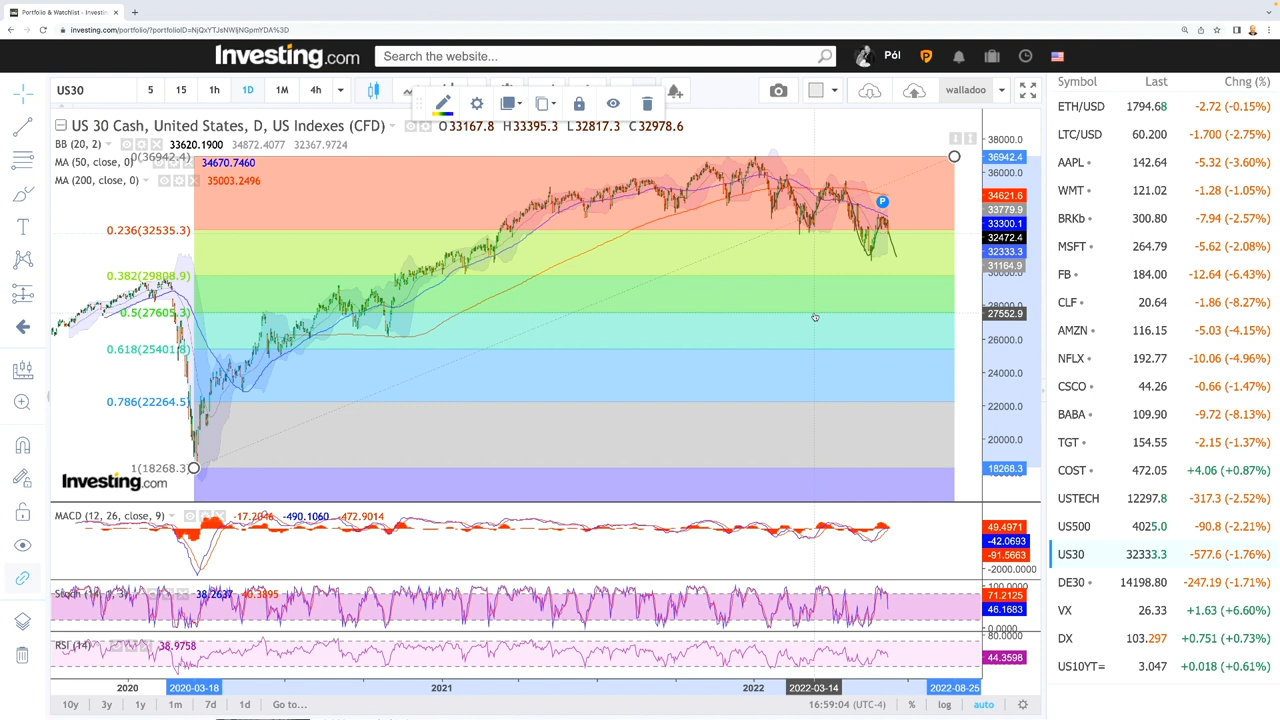 Portfolio & Watchlist - Investin
investing.com/portfolio/?portfolioID=NjQxYTJsNWljNGpmYDA%3D
Investing.com
Search the website...
Pól
US30
5
15
1h
1D
1M
4h
walladoo
US 30 Cash, United States, D, US Indexes (CFD)
O33167.8 H33395.3 L32817.3 C32978.6
BB (20, 2)
33620.1900 34872.4077 32367.9724
0(36942.4)
MA (50, close, 0)
34670.7460
MA (200, close, 0)
35003.2496
P
0.236(32535.3)
0.382(29808.9)
0.5(27605.3)
0.618(25401.8)
0.786(22264.5)
1(18268.3)
Investing.com
38000.0
36942.4
36000.0
34621.6
33779.9
33300.1
32472.4
32333.3
31164.9
30000.0
28000.0
27552.9
26000.0
24000.0
22000.0
20000.0
18268.3
MACD (12, 26, close, 9)
-17.2046 -490.1060 -472.9014
49.4971
-42.0693
-91.5663
-2000.0000
38.2637 40.3895
100.0000
71.2125
46.1683
0.0000
RSI (14)
38.9758
80.0000
44.3598
2020
2020-03-18
2021
2022
2022-03-14
2022-08-25
10y
3y
1y
1m
7d
1d
Go to...
16:59:04 (UTC-4)
%
log
auto
Symbol Last Chng (%)
ETH/USD 1794.68 -2.72 (-0.15%)
LTC/USD 60.200 -1.700 (-2.75%)
AAPL 142.64 -5.32 (-3.60%)
WMT 121.02 -1.28 (-1.05%)
BRKb 300.80 -7.94 (-2.57%)
MSFT 264.79 -5.62 (-2.08%)
FB 184.00 -12.64 (-6.43%)
CLF 20.64 -1.86 (-8.27%)
AMZN 116.15 -5.03 (-4.15%)
NFLX 192.77 -10.06 (-4.96%)
CSCO 44.26 -0.66 (-1.47%)
BABA 109.90 -9.72 (-8.13%)
TGT 154.55 -2.15 (-1.37%)
COST 472.05 +4.06 (+0.87%)
USTECH 12297.8 -317.3 (-2.52%)
US500 4025.0 -90.8 (-2.21%)
US30 32333.3 -577.6 (-1.76%)
DE30 14198.80 -247.19 (-1.71%)
VX 26.33 +1.63 (+6.60%)
DX 103.297 +0.751 (+0.73%)
US10YT= 3.047 +0.018 (+0.61%)